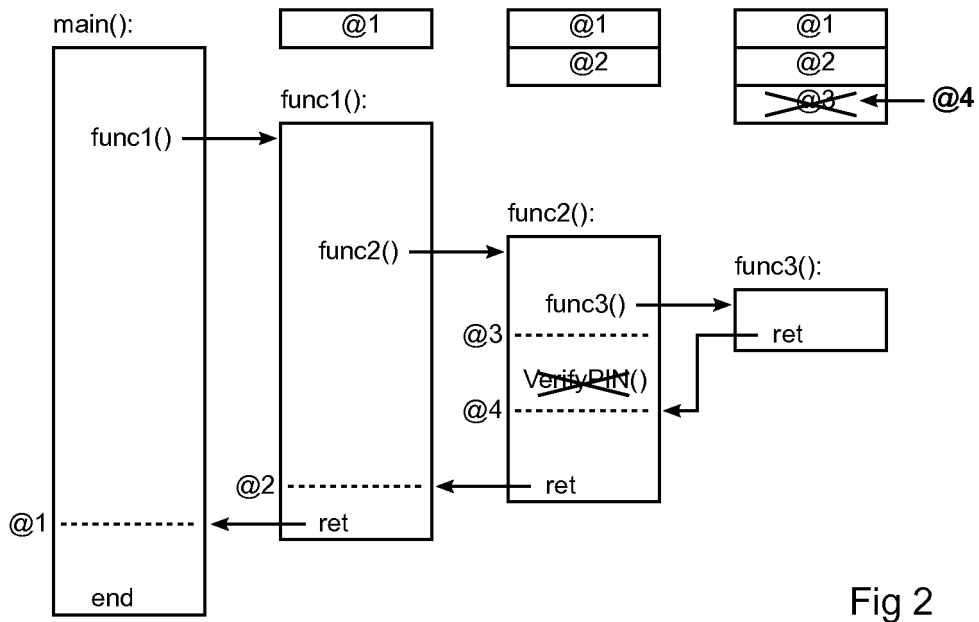 main():
@1
@1
@1
@2
@2
@3
@4
func1():
func1()
func2():
func2()
func3():
func3()
@3
ret
VerifyPIN()
@4
@2
ret
@1
ret
end
Fig 2